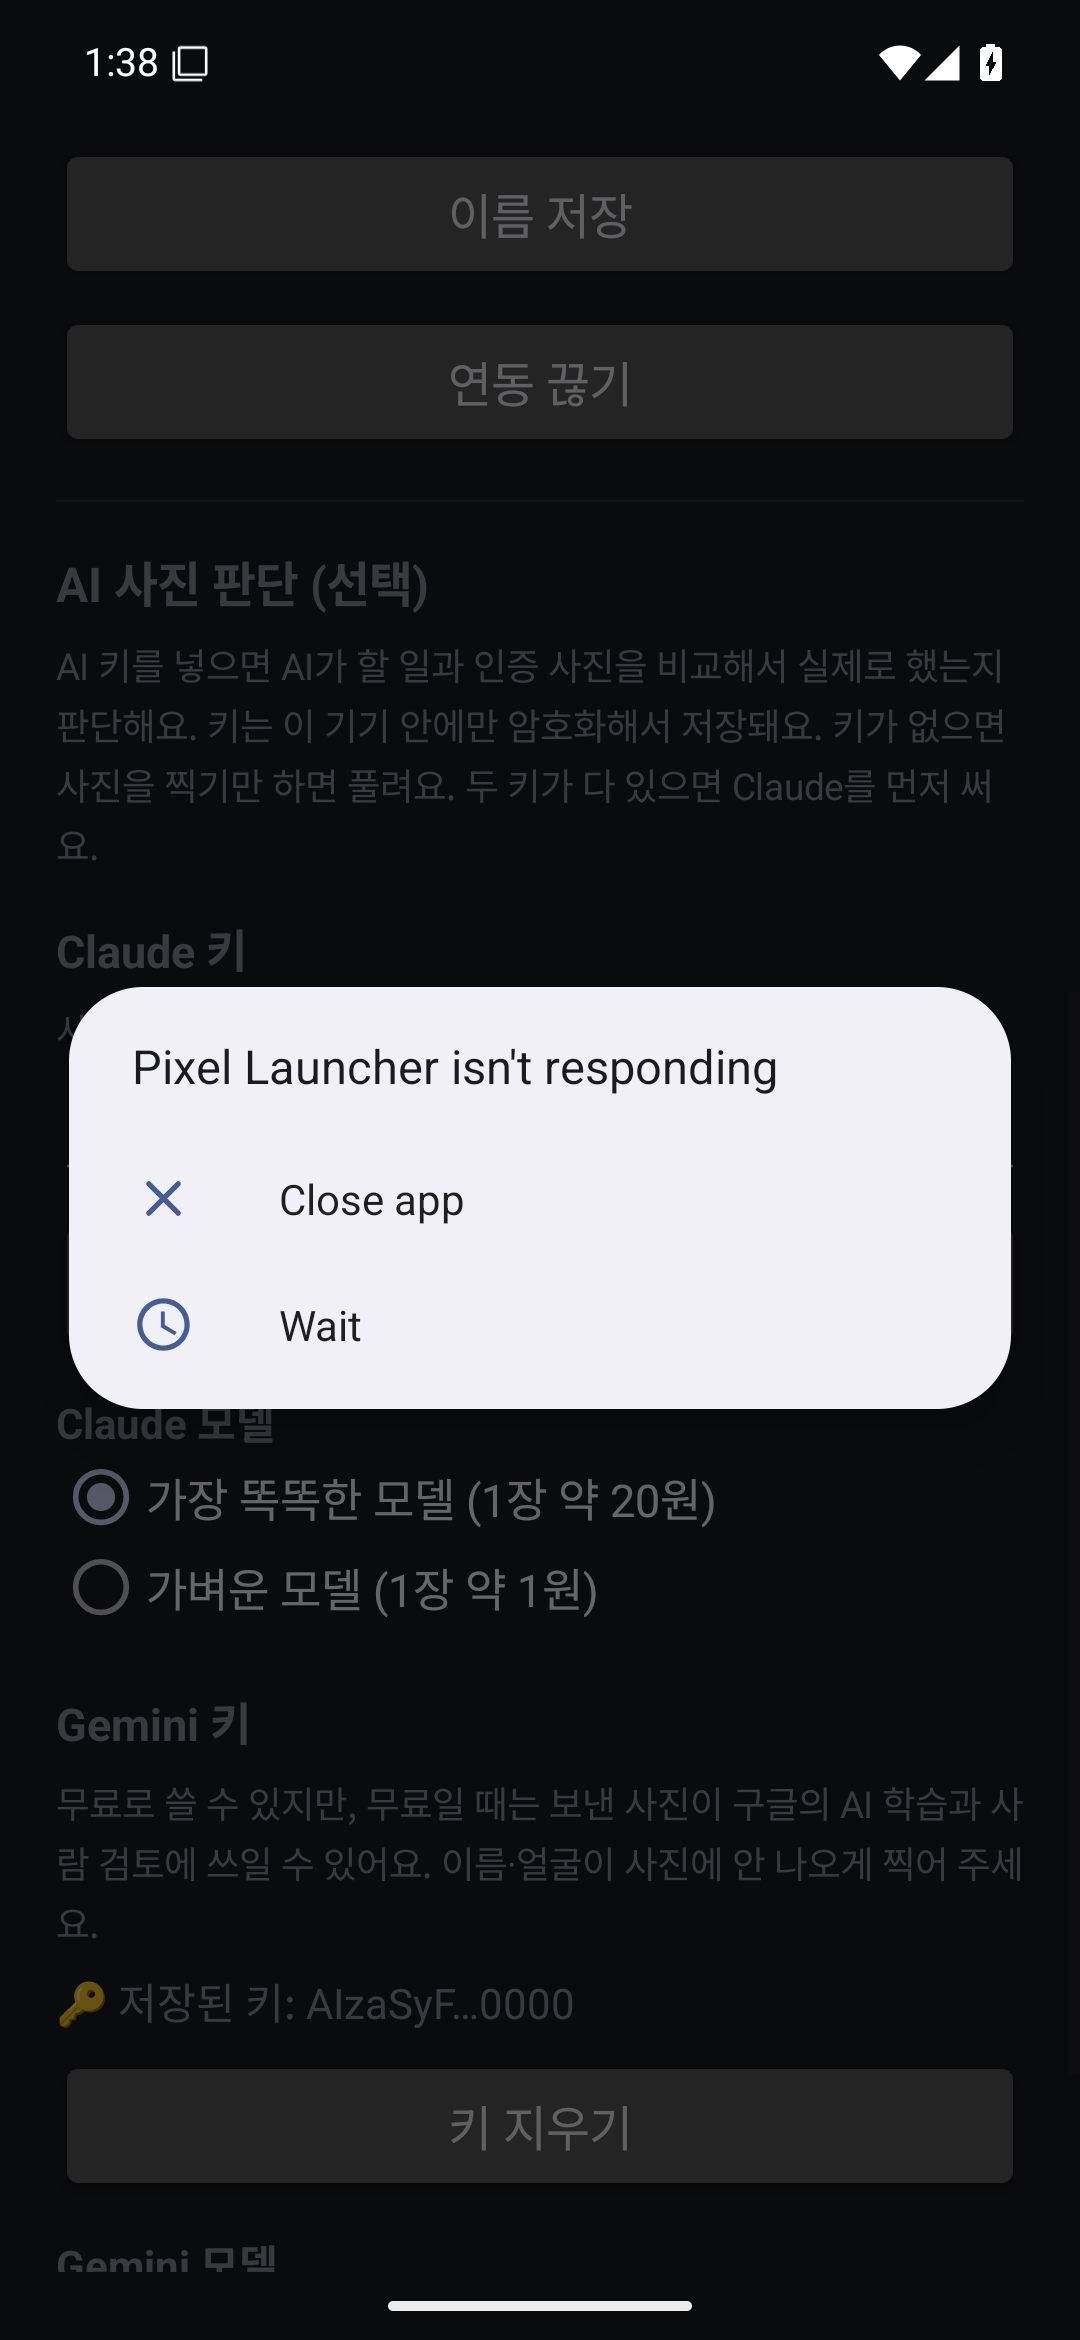 1:38
이름 저장
연동 끊기
AI 사진 판단 (선택)
AI 키를 넣으면 AI가 할 일과 인증 사진을 비교해서 실제로 했는지
판단해요. 키는 이 기기 안에만 암호화해서 저장돼요. 키가 없으면
사진을 찍기만 하면 풀려요. 두 키가 다 있으면 Claude를 먼저 써
요.
Claude 키
Pixel Launcher isn't responding
Close app
Wait
Claude 모델
가장 똑똑한 모델 (1장 약 20원)
가벼운 모델 (1장 약 1원)
Gemini 키
무료로 쓸 수 있지만, 무료일 때는 보낸 사진이 구글의 AI 학습과 사
람 검토에 쓰일 수 있어요. 이름·얼굴이 사진에 안 나오게 찍어 주세
요.
🔑 저장된 키: AIzaSyF…0000
키 지우기
Gemini 모델